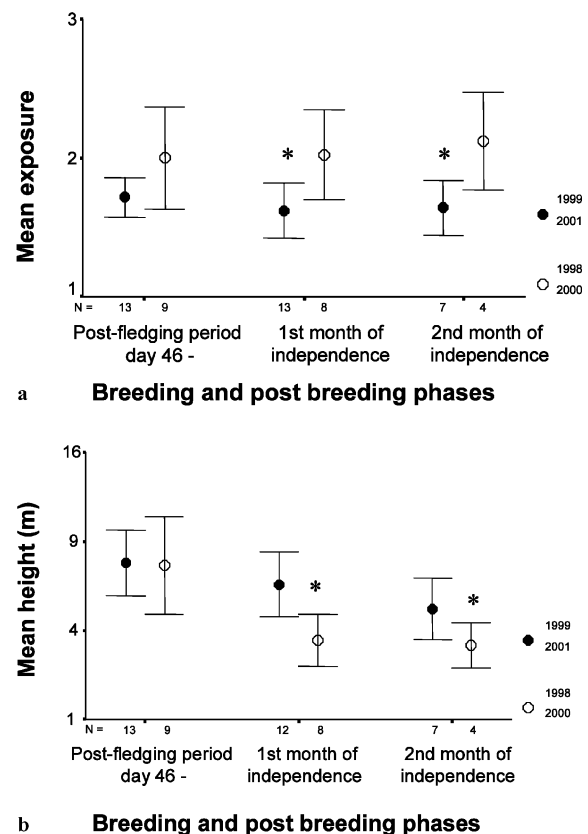 3
Mean exposure
2
*
*
1999
2001
1998
2000
1
N = 13 9 13 8 7 4
Post-fledging period 1st month of 2nd month of
day 46 - independence independence
a Breeding and post breeding phases
16
Mean height (m)
9
*
*
4
1999
2001
1998
2000
1
N = 13 9 12 8 7 4
Post-fledging period 1st month of 2nd month of
day 46 - independence independence
b Breeding and post breeding phases